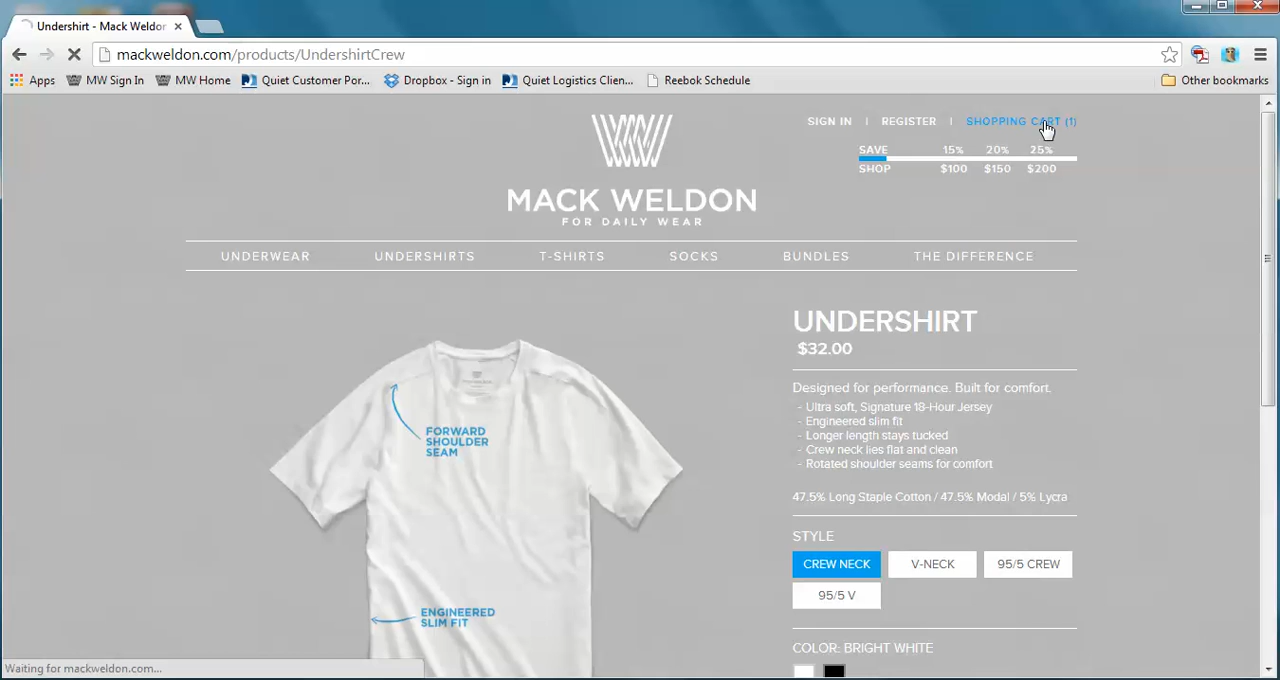 Undershirt - Mack Weldor
mackweldon.com/products/UndershirtCrew
Apps MW Sign In MW Home Quiet Customer Por... Dropbox - Sign in Quiet Logistics Clien... Reebok Schedule Other bookmarks
SIGN IN | REGISTER | SHOPPING CART (1)
SAVE 15% 20% 25%
SHOP $100 $150 $200
MACK WELDON
FOR DAILY WEAR
UNDERWEAR UNDERSHIRTS T-SHIRTS SOCKS BUNDLES THE DIFFERENCE
FORWARD
SHOULDER
SEAM
ENGINEERED
SLIM FIT
UNDERSHIRT
$32.00
Designed for performance. Built for comfort.
- Ultra soft, Signature 18-Hour Jersey
- Engineered slim fit
- Longer length stays tucked
- Crew neck lies flat and clean
- Rotated shoulder seams for comfort
47.5% Long Staple Cotton / 47.5% Modal / 5% Lycra
STYLE
CREW NECK V-NECK 95/5 CREW
95/5 V
COLOR: BRIGHT WHITE
Waiting for mackweldon.com...